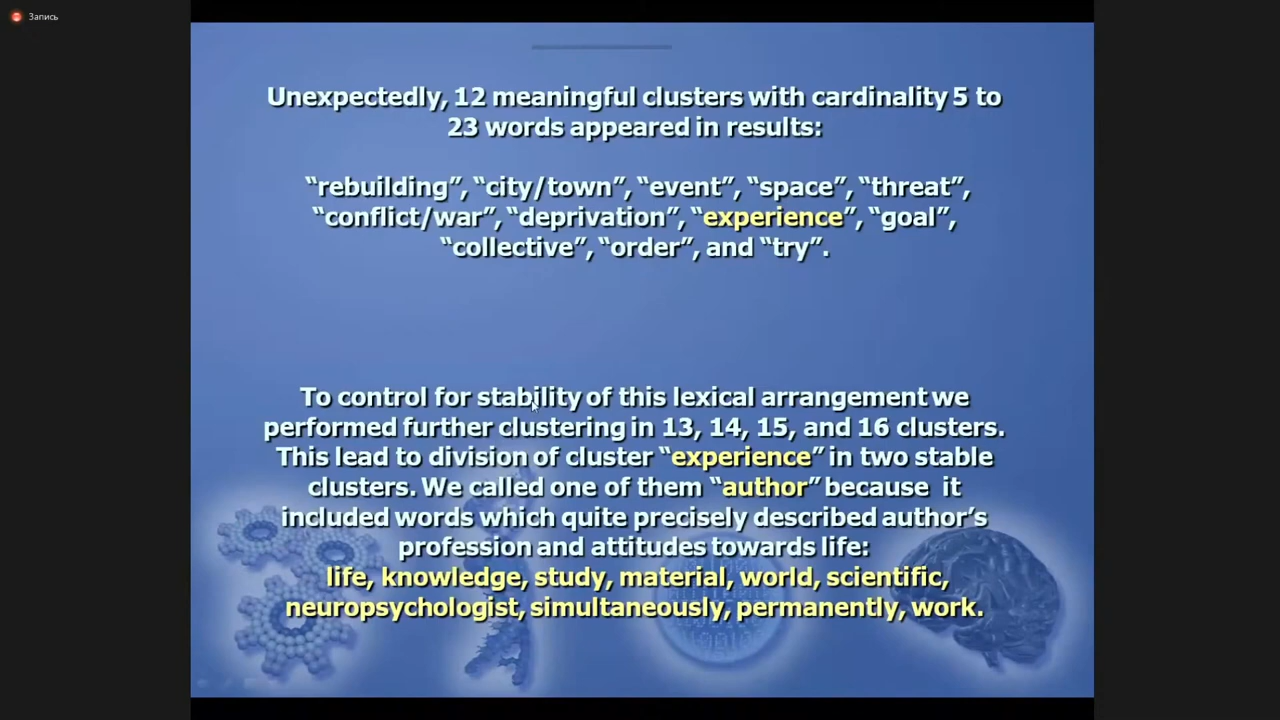 Запись
Unexpectedly, 12 meaningful clusters with cardinality 5 to
23 words appeared in results:
“rebuilding”, “city/town”, “event”, “space”, “threat”,
“conflict/war”, “deprivation”, “experience”, “goal”,
“collective”, “order”, and “try”.
To control for stability of this lexical arrangement we
performed further clustering in 13, 14, 15, and 16 clusters.
This lead to division of cluster “experience” in two stable
clusters. We called one of them “author” because it
included words which quite precisely described author’s
profession and attitudes towards life:
life, knowledge, study, material, world, scientific,
neuropsychologist, simultaneously, permanently, work.